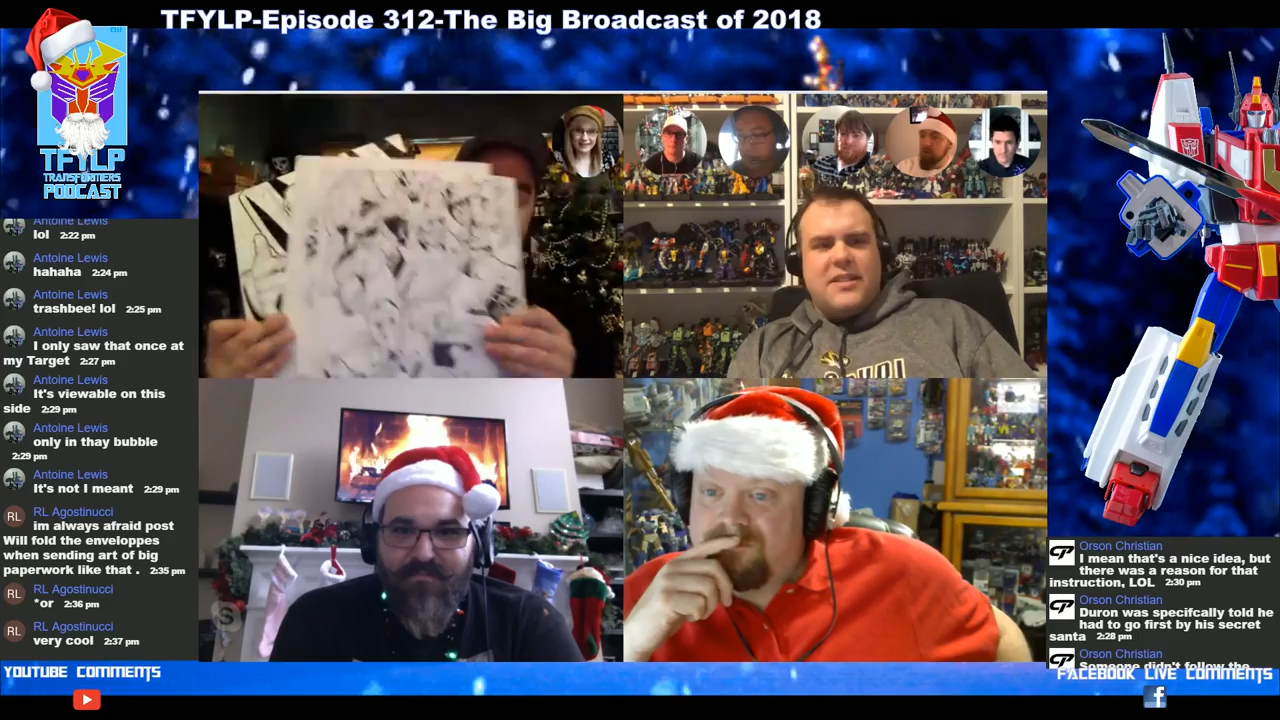 TFYLP-Episode 312-The Big Broadcast of 2018
TFYLP
TRANSFORMERS
PODCAST
Antoine Lewis
lol 2:22 pm
Antoine Lewis
hahaha 2:24 pm
Antoine Lewis
trashbee! lol 2:25 pm
Antoine Lewis
I only saw that once at
my Target 2:27 pm
Antoine Lewis
It's viewable on this
side 2:29 pm
Antoine Lewis
only in thay bubble
2:29 pm
Antoine Lewis
It's not I meant 2:29 pm
RL
RL Agostinucci
im always afraid post
Will fold the enveloppes
when sending art of big
paperwork like that . 2:35 pm
RL
RL Agostinucci
*or 2:36 pm
RL
RL Agostinucci
very cool 2:37 pm
YOUTUBE COMMENTS
S
Orson Christian
I mean that's a nice idea, but
there was a reason for that
instruction, LOL 2:30 pm
Orson Christian
Duron was specifcally told he
had to go first by his secret
santa 2:28 pm
Orson Christian
Someone didn't follow the
FACEBOOK LIVE COMMENTS
f